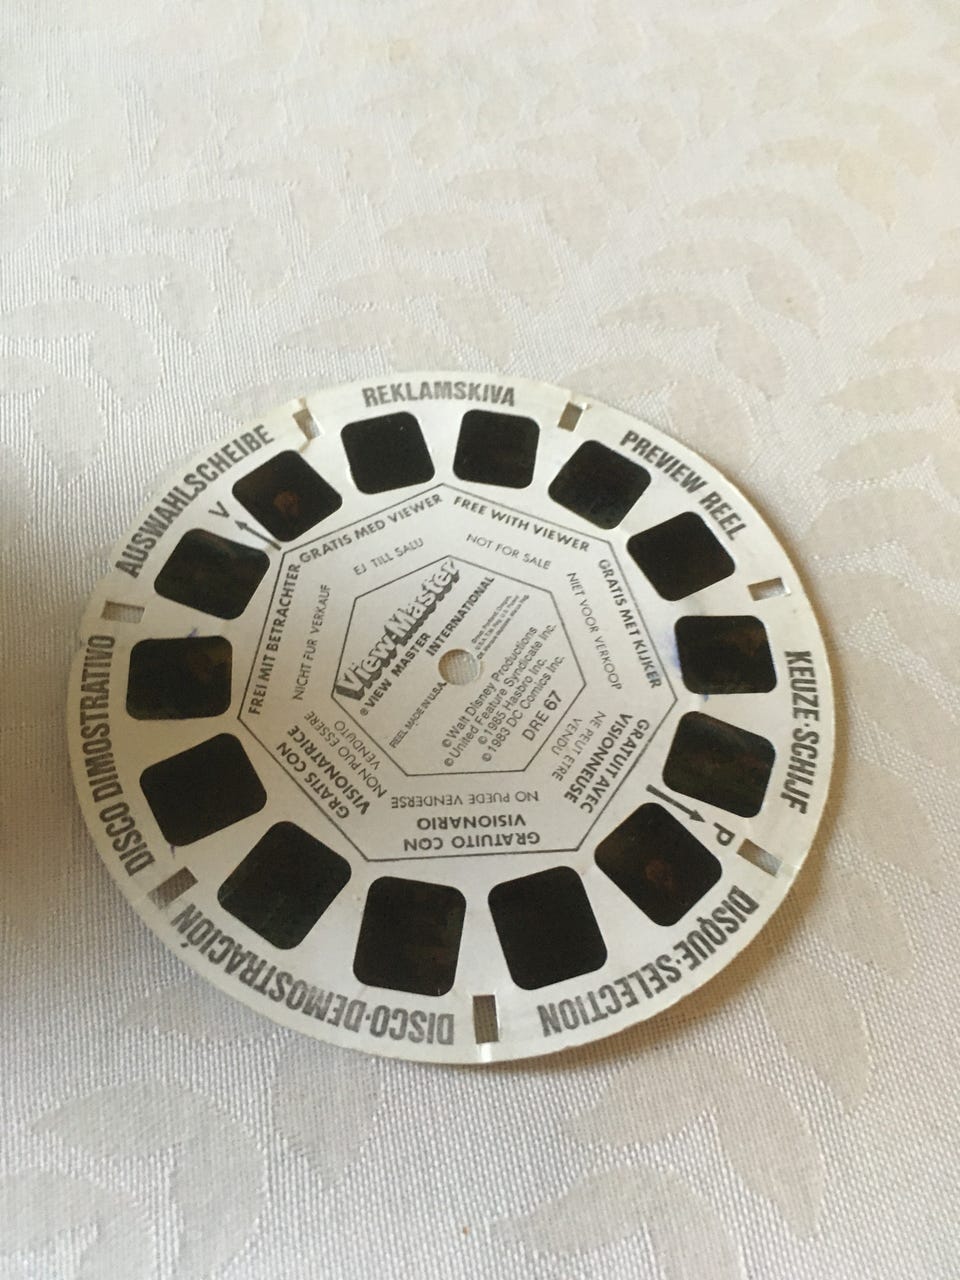 REKLAMSKIVA
PREVIEW REEL
KEUZE·SCHIJF
DISQUE·SELECTION
DISCO·DEMOSTRACIÓN
DISCO DIMOSTRATIVO
AUSWAHLSCHEIBE
V
P
GRATIS MED VIEWER
EJ TILL SALU
FREE WITH VIEWER
NOT FOR SALE
GRATIS MET KIJKER
NIET VOOR VERKOOP
GRATUIT AVEC
VISIONNEUSE
NE PEUT ETRE
VENDU
GRATUITO CON
VISIONARIO
NO PUEDE VENDERSE
GRATIS CON
VISIONATRICE
NON PUO ESSERE
VENDUTO
FREI MIT BETRACHTER
NICHT FUR VERKAUF
View-Master
® VIEW MASTER
INTERNATIONAL
REEL MADE IN U.S.A.
© Walt Disney Productions
© United Feature Syndicate Inc.
© 1985 Hasbro Inc.
© 1983 DC Comics Inc.
DRE 67